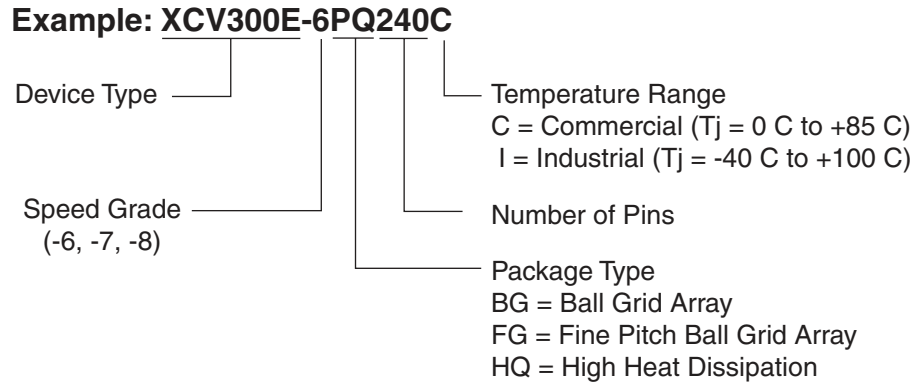 Example: XCV300E-6PQ240C
Device Type
Temperature Range
C = Commercial (Tj = 0 C to +85 C)
I = Industrial (Tj = -40 C to +100 C)
Speed Grade
(-6, -7, -8)
Number of Pins
Package Type
BG = Ball Grid Array
FG = Fine Pitch Ball Grid Array
HQ = High Heat Dissipation